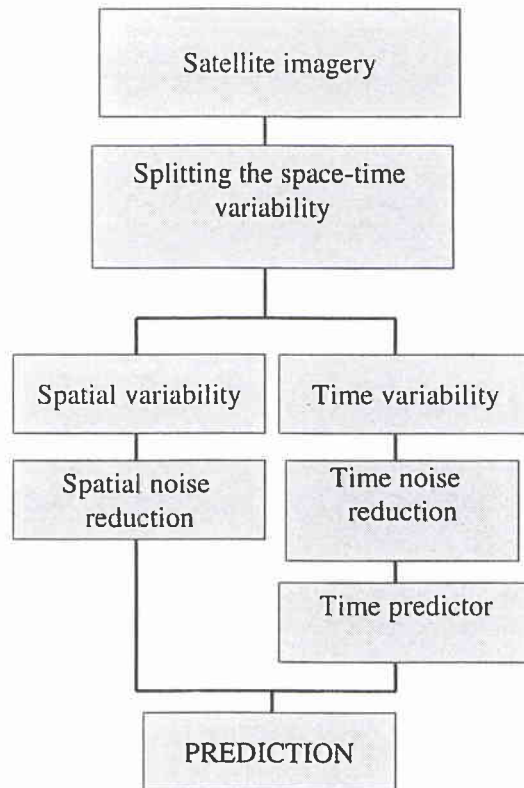 Satellite imagery
Splitting the space-time
variability
Spatial variability
Time variability
Spatial noise
reduction
Time noise
reduction
Time predictor
PREDICTION